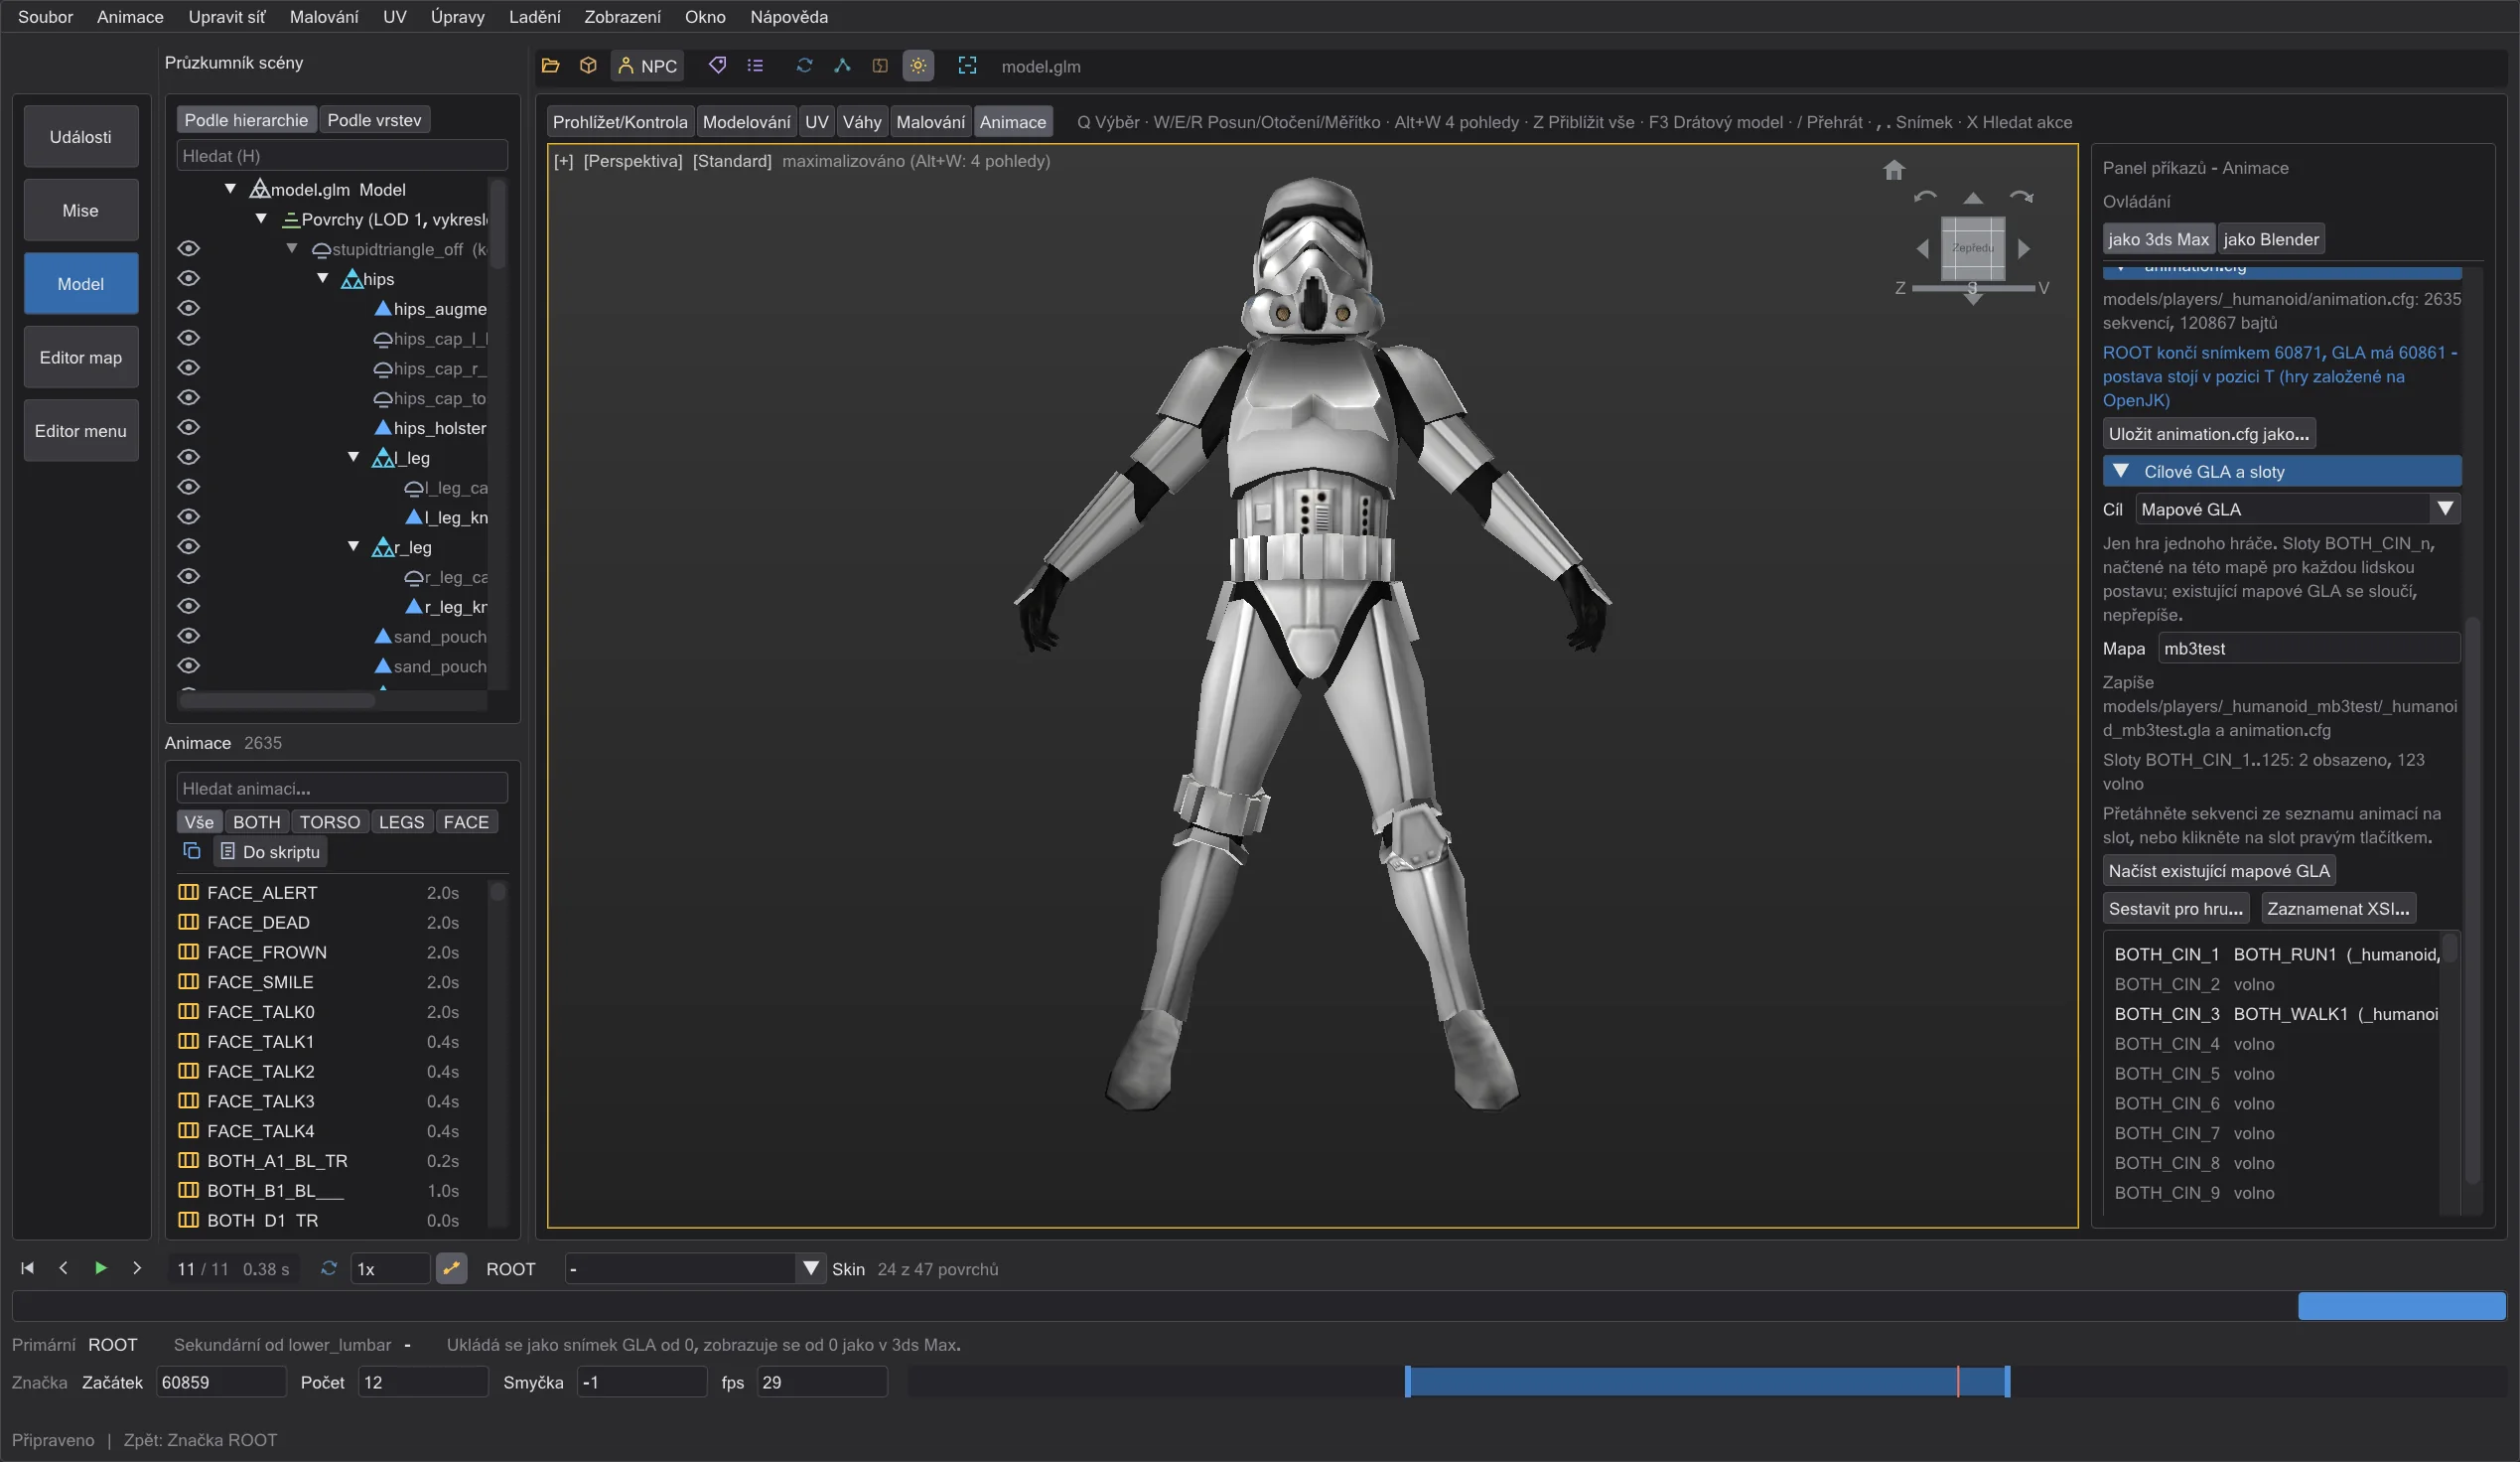 Soubor Animace Upravit síť Malování UV Úpravy Ladění Zobrazení Okno Nápověda
Průzkumník scény
NPC model.glm
Události
Mise
Model
Editor map
Editor menu
Podle hierarchie Podle vrstev
Hledat (H)
model.glm Model
Povrchy (LOD 1, vykresl
stupidtriangle_off (k
hips
hips_augme
hips_cap_l_l
hips_cap_r_
hips_cap_to
hips_holster
l_leg
l_leg_ca
l_leg_kn
r_leg
r_leg_ca
r_leg_kn
sand_pouch
sand_pouch
Animace 2635
Hledat animaci...
Vše BOTH TORSO LEGS FACE
Do skriptu
FACE_ALERT 2.0s
FACE_DEAD 2.0s
FACE_FROWN 2.0s
FACE_SMILE 2.0s
FACE_TALK0 2.0s
FACE_TALK1 0.4s
FACE_TALK2 0.4s
FACE_TALK3 0.4s
FACE_TALK4 0.4s
BOTH_A1_BL_TR 0.2s
BOTH_B1_BL___ 1.0s
BOTH_D1_TR 0.0s
Prohlížet/Kontrola Modelování UV Váhy Malování Animace Q Výběr · W/E/R Posun/Otočení/Měřítko · Alt+W 4 pohledy · Z Přiblížit vše · F3 Drátový model · / Přehrát · , . Snímek · X Hledat akce
[+] [Perspektiva] [Standard] maximalizováno (Alt+W: 4 pohledy)
Zepředu
Z S V
Panel příkazů - Animace
Ovládání
jako 3ds Max jako Blender
animation.cfg
models/players/_humanoid/animation.cfg: 2635
sekvencí, 120867 bajtů
ROOT končí snímkem 60871, GLA má 60861 -
postava stojí v pozici T (hry založené na
OpenJK)
Uložit animation.cfg jako...
Cílové GLA a sloty
Cíl Mapové GLA
Jen hra jednoho hráče. Sloty BOTH_CIN_n,
načtené na této mapě pro každou lidskou
postavu; existující mapové GLA se sloučí,
nepřepíše.
Mapa mb3test
Zapíše
models/players/_humanoid_mb3test/_humanoi
d_mb3test.gla a animation.cfg
Sloty BOTH_CIN_1..125: 2 obsazeno, 123
volno
Přetáhněte sekvenci ze seznamu animací na
slot, nebo klikněte na slot pravým tlačítkem.
Načíst existující mapové GLA
Sestavit pro hru... Zaznamenat XSI...
BOTH_CIN_1 BOTH_RUN1 (_humanoid,
BOTH_CIN_2 volno
BOTH_CIN_3 BOTH_WALK1 (_humanoi
BOTH_CIN_4 volno
BOTH_CIN_5 volno
BOTH_CIN_6 volno
BOTH_CIN_7 volno
BOTH_CIN_8 volno
BOTH_CIN_9 volno
11 / 11 0.38 s 1x ROOT - Skin 24 z 47 povrchů
Primární ROOT Sekundární od lower_lumbar - Ukládá se jako snímek GLA od 0, zobrazuje se od 0 jako v 3ds Max.
Značka Začátek 60859 Počet 12 Smyčka -1 fps 29
Připraveno | Zpět: Značka ROOT